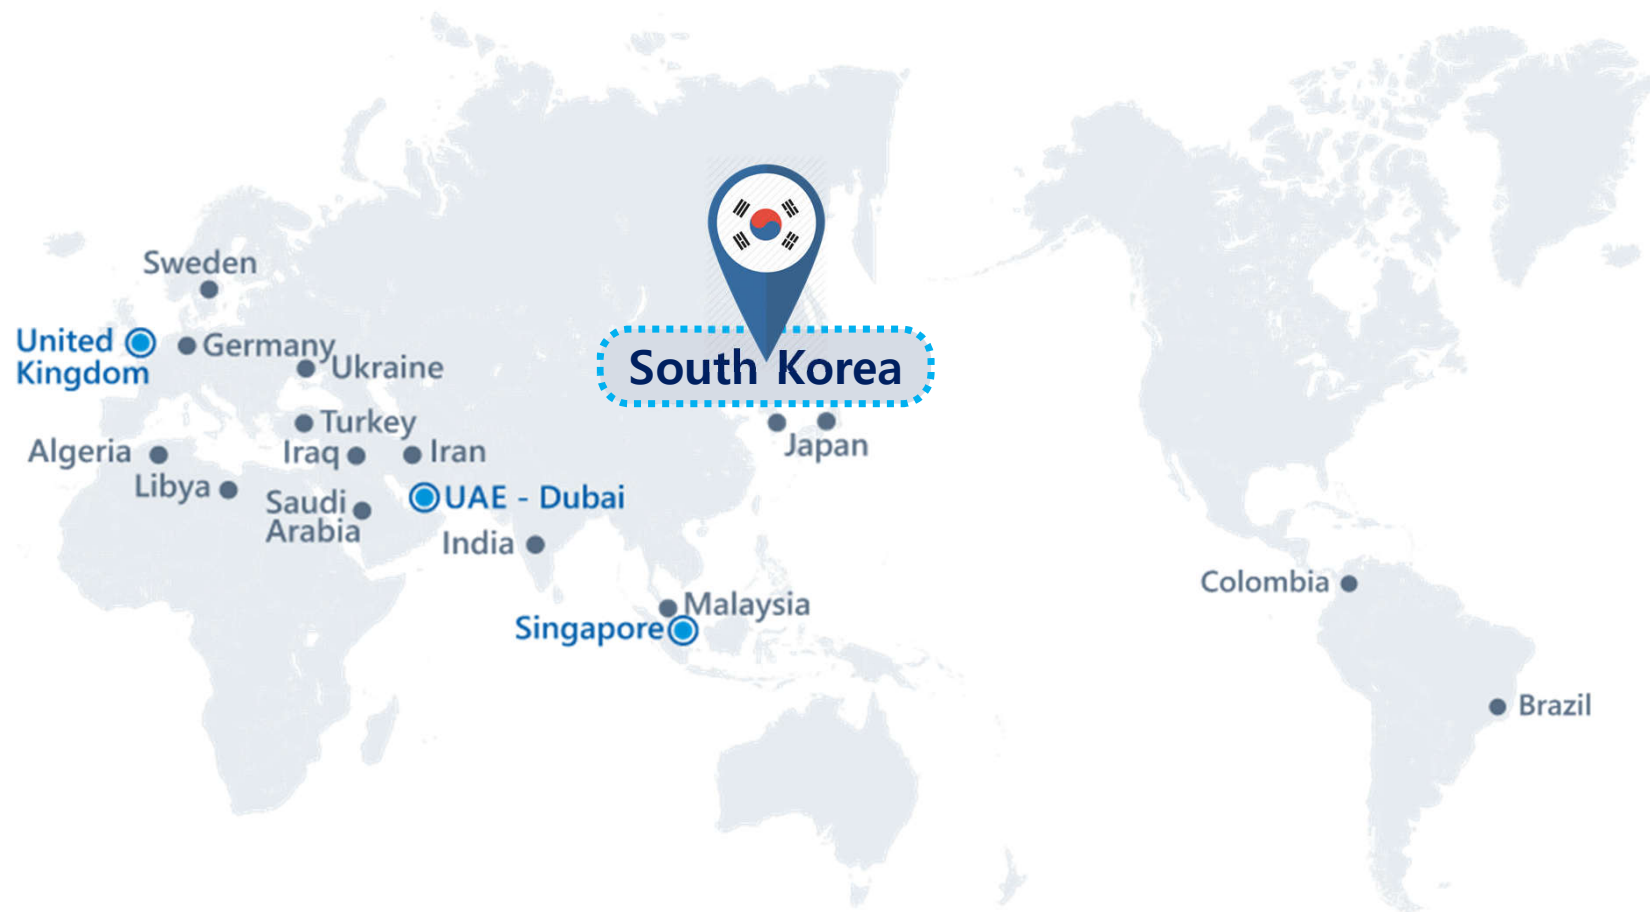 Sweden
United
Kingdom
Germany
Ukraine
South Korea
Turkey
Japan
Algeria
Iraq
Iran
Libya
Saudi
Arabia
UAE - Dubai
India
Colombia
Malaysia
Singapore
Brazil